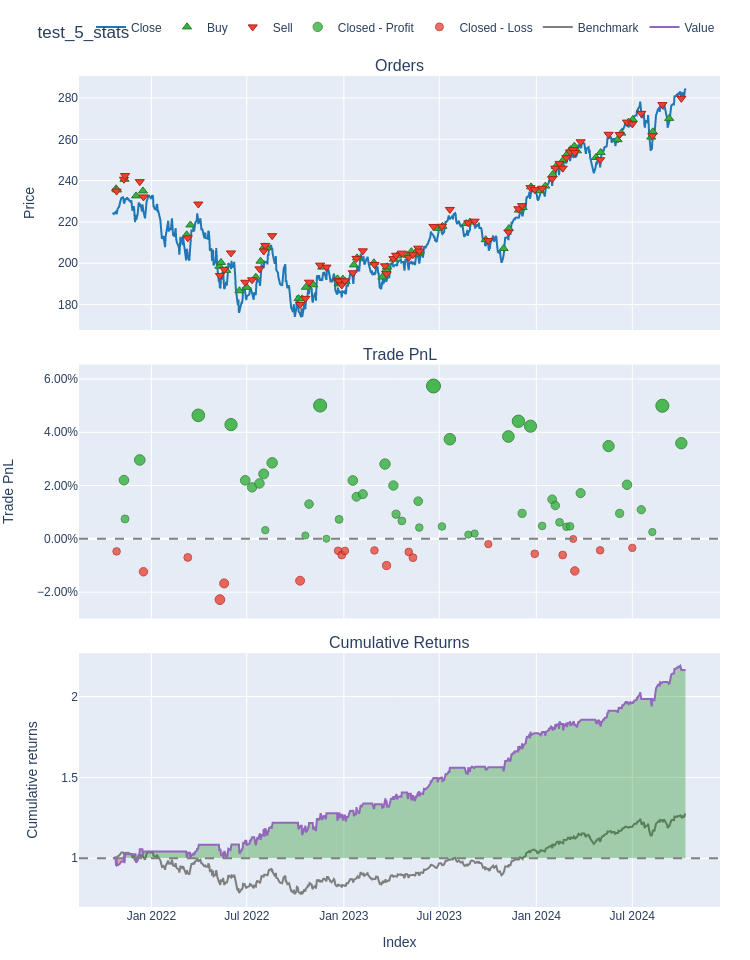 test_5_stats
Close Buy Sell Closed - Profit Closed - Loss Benchmark Value
Orders
280
260
240
220
200
180
Price
Trade PnL
6.00%
4.00%
2.00%
0.00%
−2.00%
Trade PnL
Cumulative Returns
2
1.5
1
Cumulative returns
Jan 2022 Jul 2022 Jan 2023 Jul 2023 Jan 2024 Jul 2024
Index